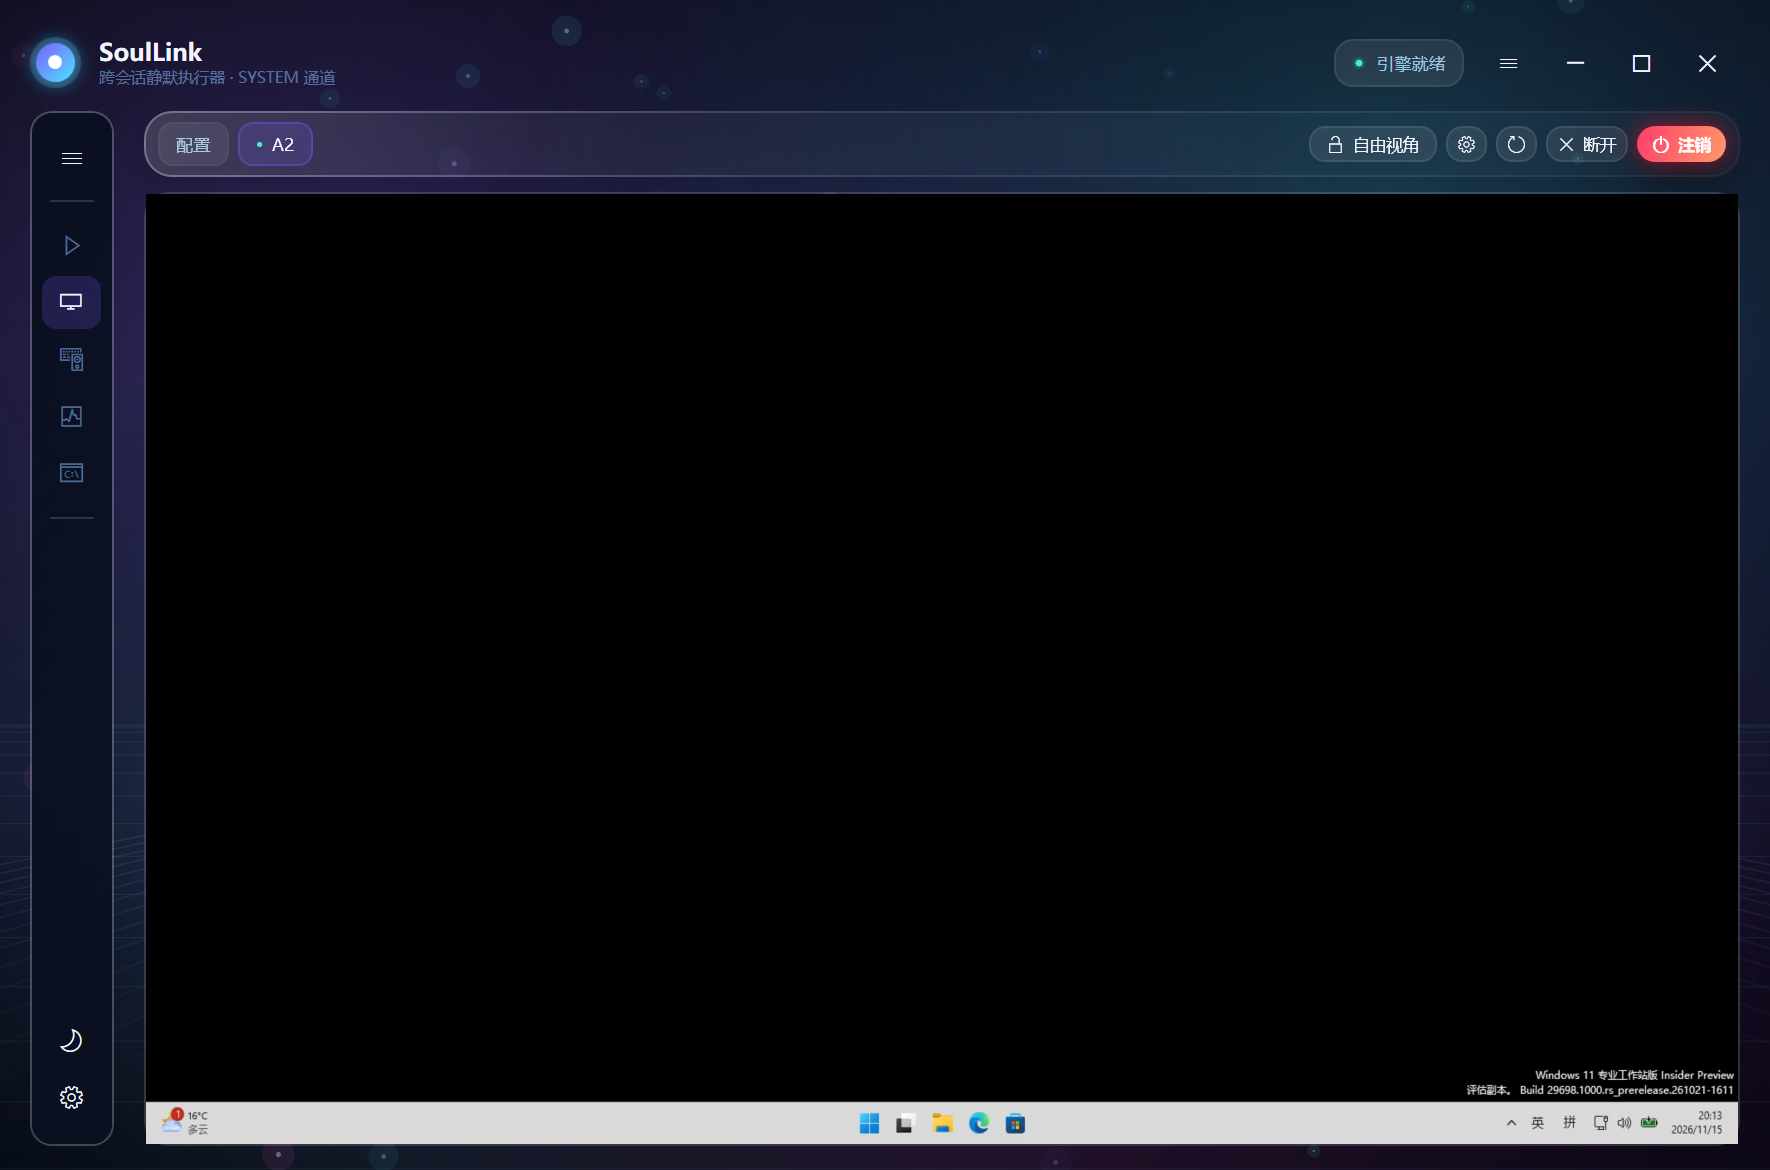 SoulLink
跨会话静默执行器 · SYSTEM 通道
引擎就绪
配置
A2
自由视角
断开
注销
C:\
Windows 11 专业工作站版 Insider Preview
评估副本。 Build 29698.1000.rs_prerelease.261021-1611
1
16°C
多云
英
拼
20:13
2026/11/15